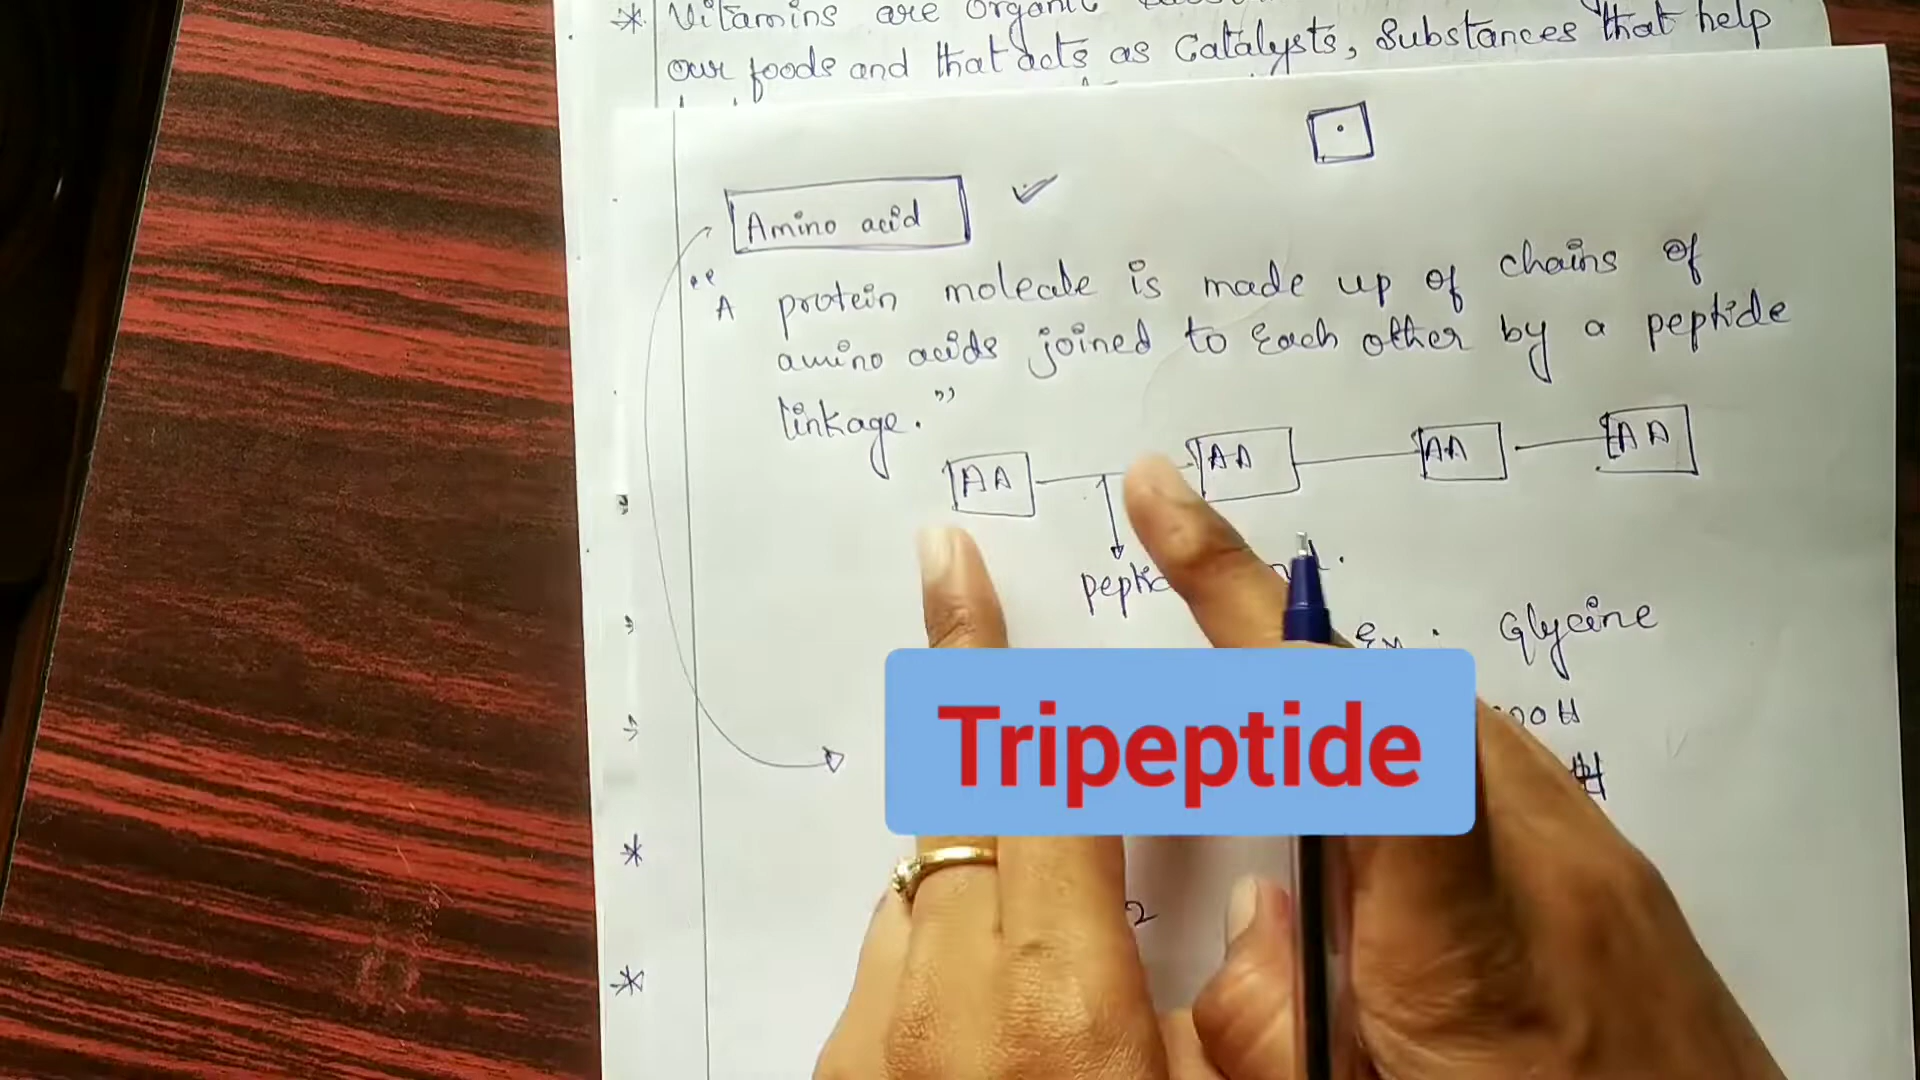 * Vitamins are Organic
our foods and that acts as Catalysts, Substances that help
Amino acid
" A protein molecule is made up of chains of
amino acids joined to Each other by a peptide
linkage."
AA AA AA AA
Ex. Glycine
Tripeptide
2
*
*